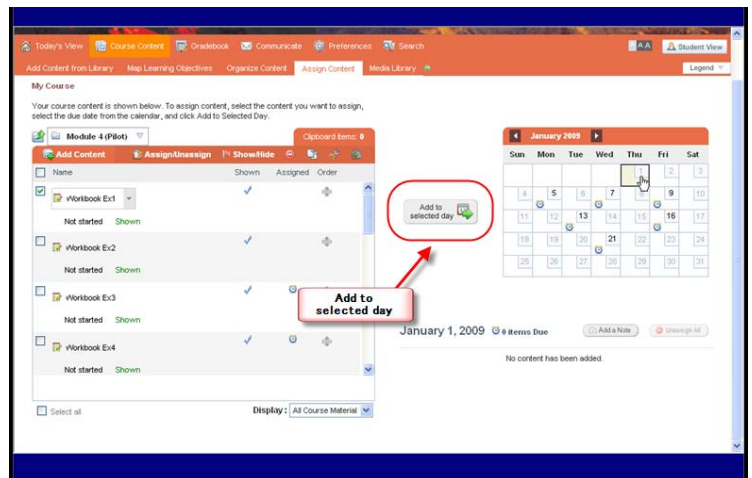 Today's View Course Content Gradebook Communicate Preferences Search AA Student View
Add Content from Library Map Learning Objectives Organize Content Assign Content Media Library Legend
My Course
Your course content is shown below. To assign content, select the content you want to assign,
select the due date from the calendar, and click Add to Selected Day.
Module 4 (Pilot) Clipboard items: 0
Add Content Assign/Unassign Show/Hide
Name Shown Assigned Order
Workbook Ex1
Not started Shown
Workbook Ex2
Not started Shown
Workbook Ex3
Not started Shown
Workbook Ex4
Not started Shown
Select all Display: All Course Material
Add to
selected day
Add to
selected day
January 2009
Sun Mon Tue Wed Thu Fri Sat
1 2 3
4 5 6 7 8 9 10
11 12 13 14 15 16 17
18 19 20 21 22 23 24
25 26 27 28 29 30 31
January 1, 2009 0 items Due Add a Note Unassign All
No content has been added.